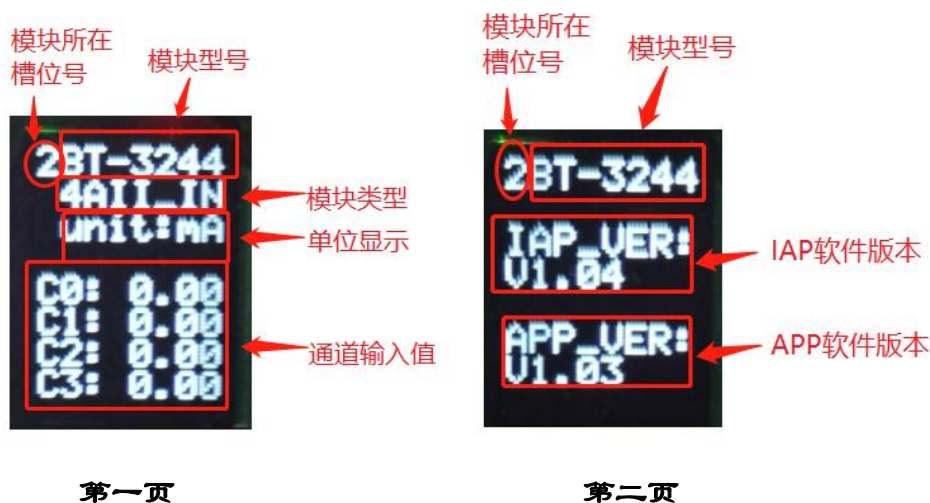 模块所在
槽位号
模块型号
2BT-3244
4AII_IN
unit:mA
C0: 0.00
C1: 0.00
C2: 0.00
C3: 0.00
模块类型
单位显示
通道输入值
第一页
模块所在
槽位号
模块型号
2BT-3244
IAP_VER:
V1.04
APP_VER:
V1.03
IAP软件版本
APP软件版本
第二页